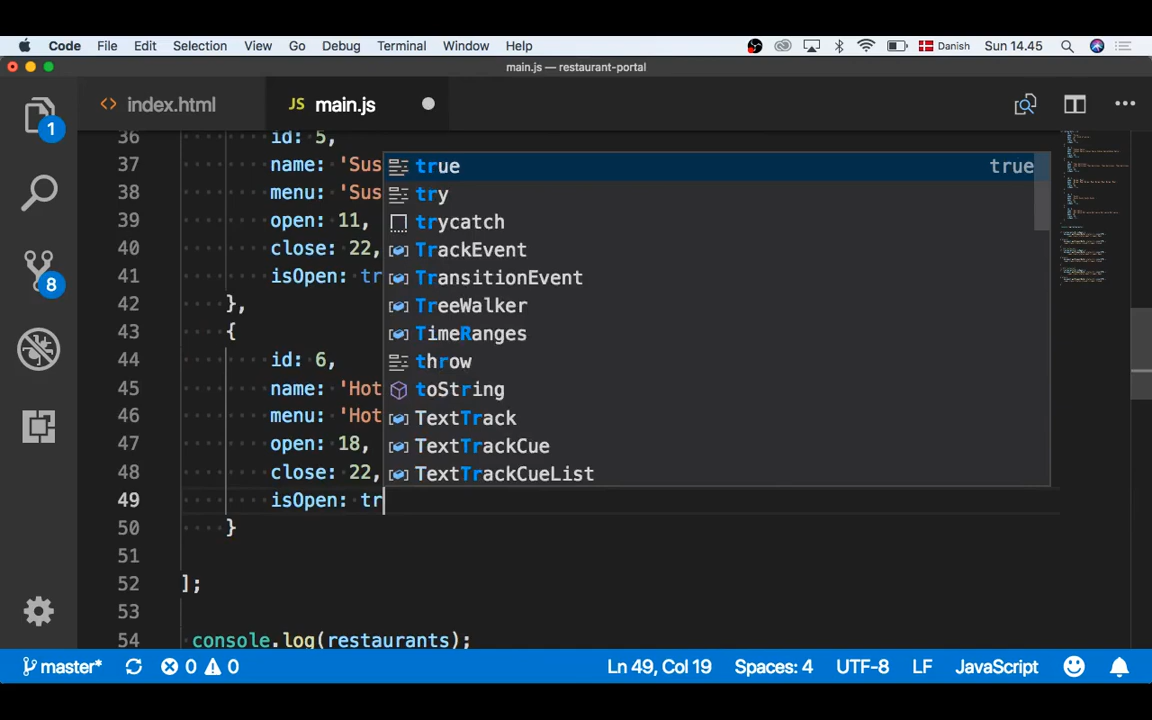 Code File Edit Selection View Go Debug Terminal Window Help Danish Sun 14.45
main.js — restaurant-portal
index.html JS main.js
1
8
36 id: 5,
37 name: 'Sus
38 menu: 'Sus
39 open: 11,
40 close: 22,
41 isOpen: tr
42 },
43 {
44 id: 6,
45 name: 'Hot
46 menu: 'Hot
47 open: 18,
48 close: 22,
49 isOpen: tr
50 }
51
52 ];
53
54 console.log(restaurants);
true true
try
trycatch
TrackEvent
TransitionEvent
TreeWalker
TimeRanges
throw
toString
TextTrack
TextTrackCue
TextTrackCueList
master* 0 0 Ln 49, Col 19 Spaces: 4 UTF-8 LF JavaScript